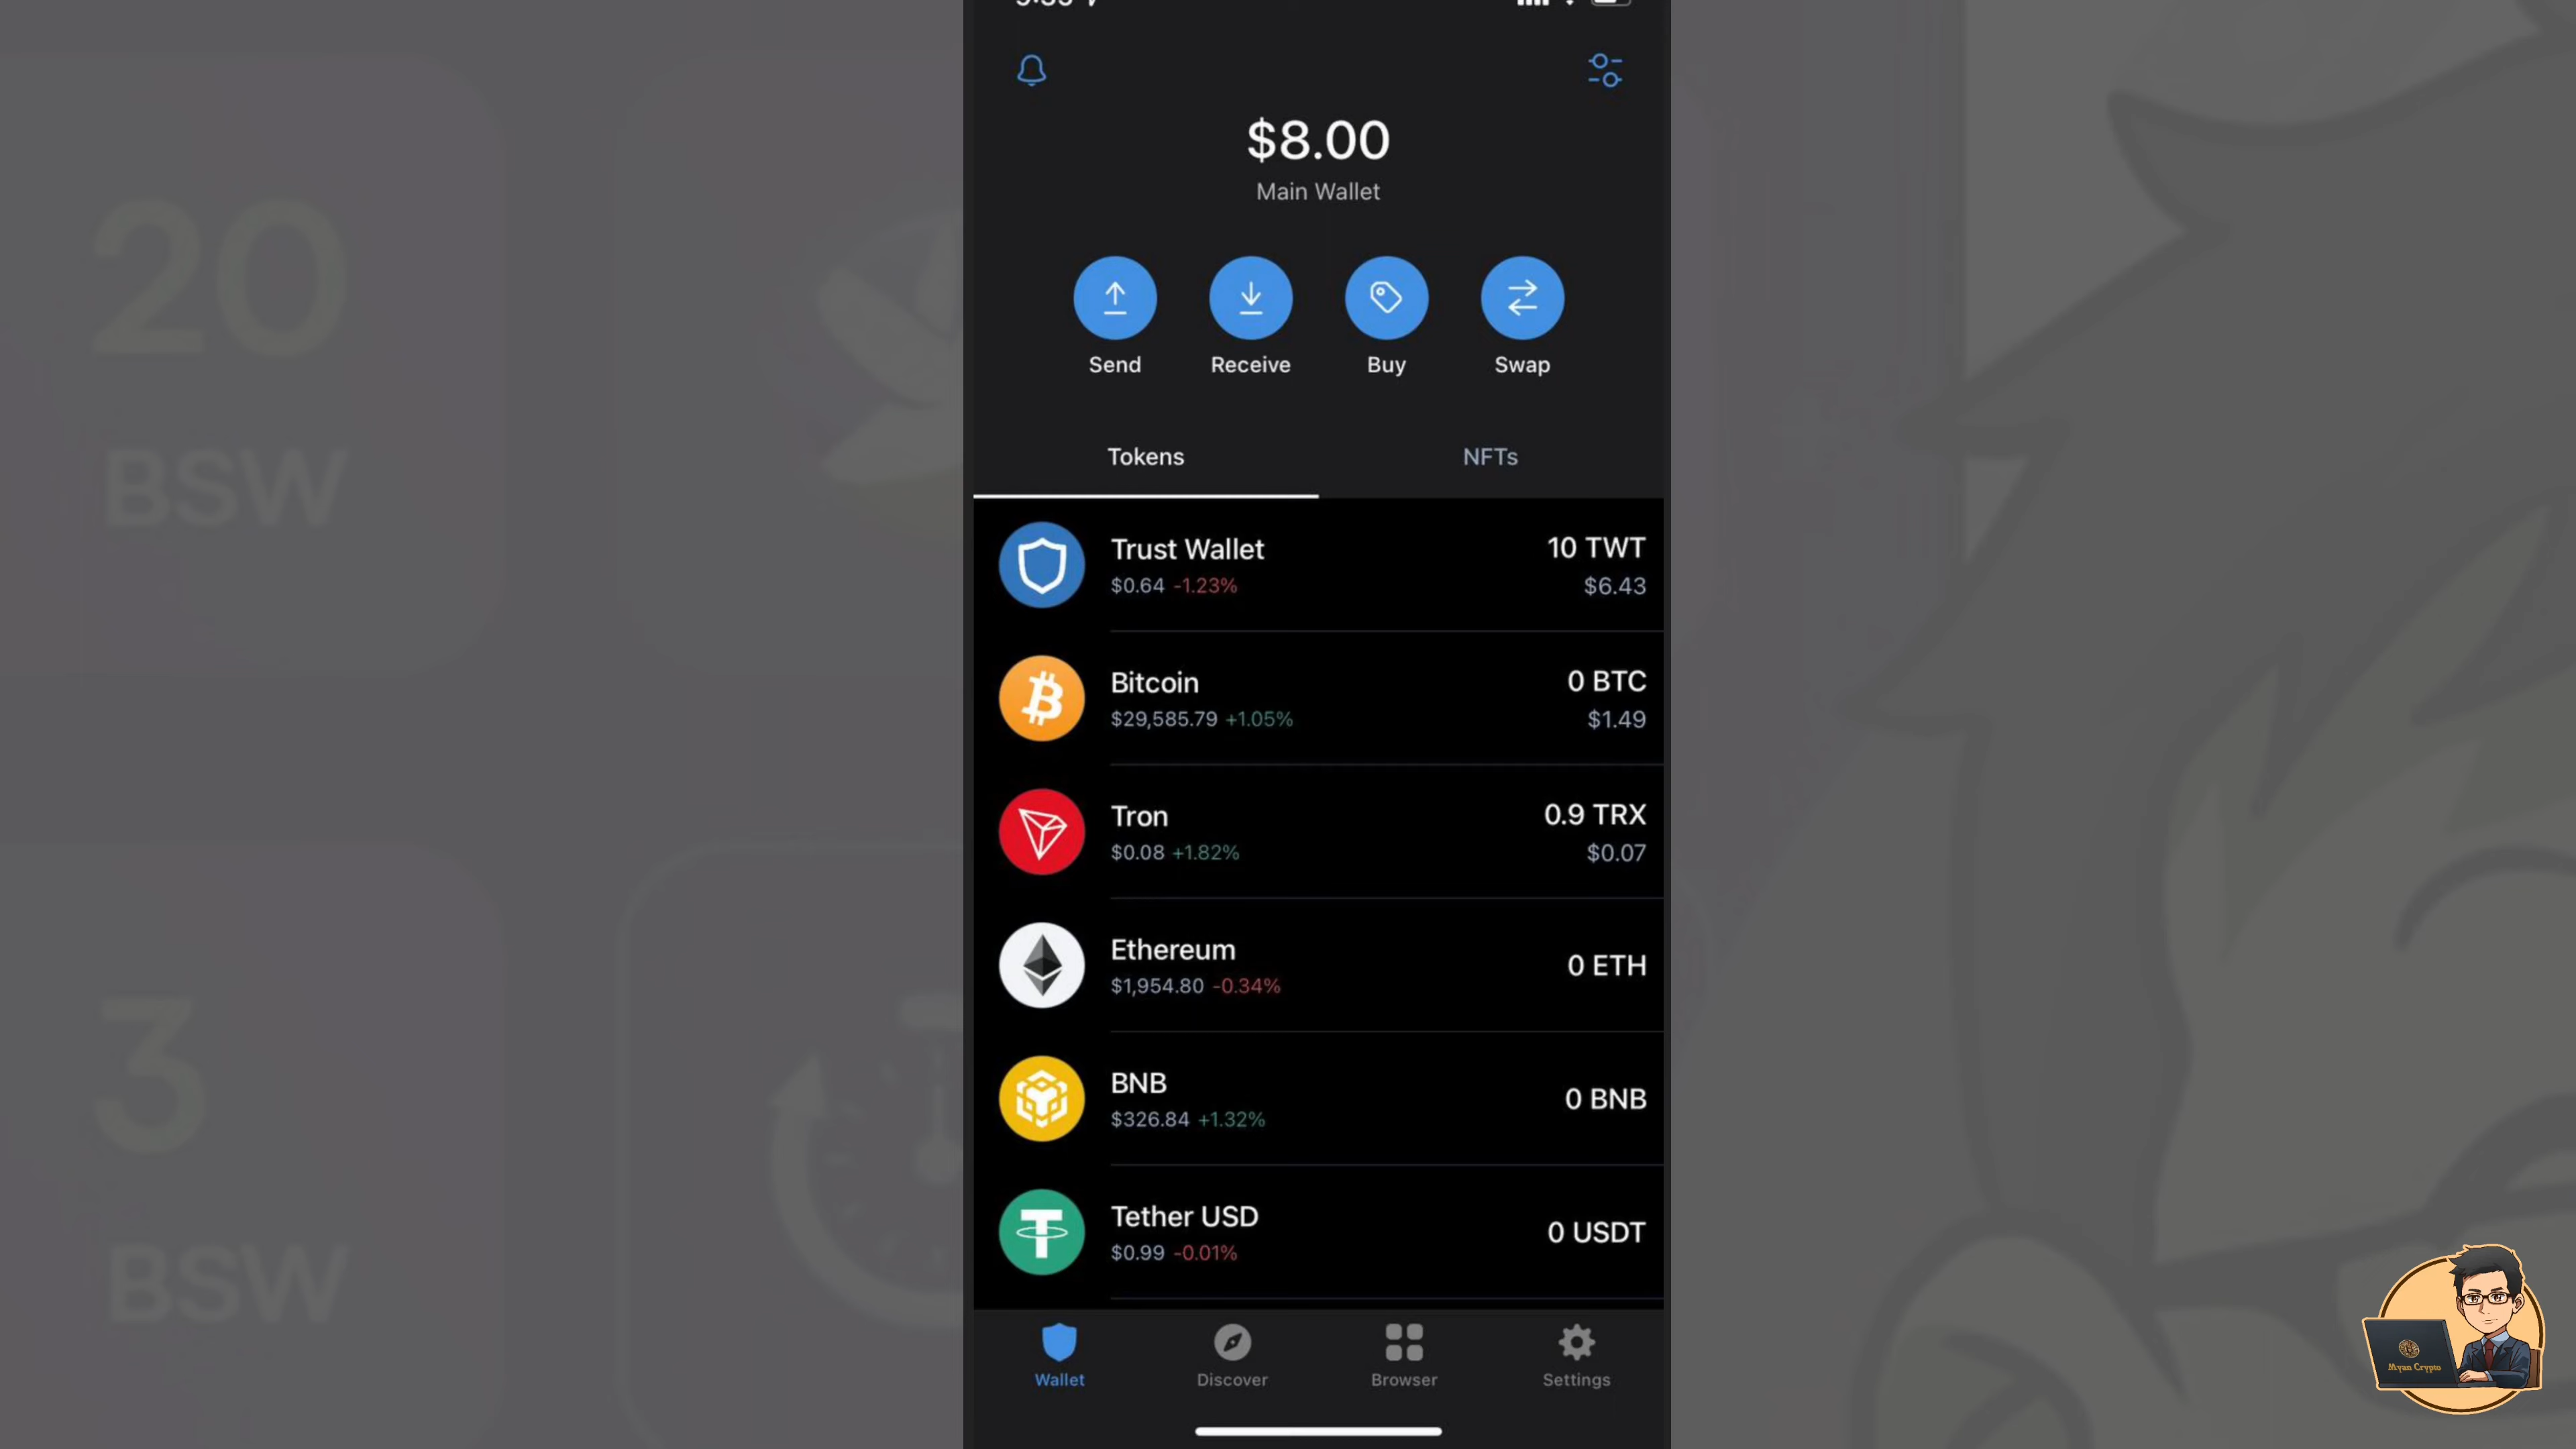 $8.00
Main Wallet
Send Receive Buy Swap
Tokens NFTs
Trust Wallet 10 TWT
$0.64 -1.23% $6.43
Bitcoin 0 BTC
$29,585.79 +1.05% $1.49
Tron 0.9 TRX
$0.08 +1.82% $0.07
Ethereum 0 ETH
$1,954.80 -0.34%
BNB 0 BNB
$326.84 +1.32%
Tether USD 0 USDT
$0.99 -0.01%
Wallet Discover Browser Settings
20
BSW
3
BSW
Myan Crypto